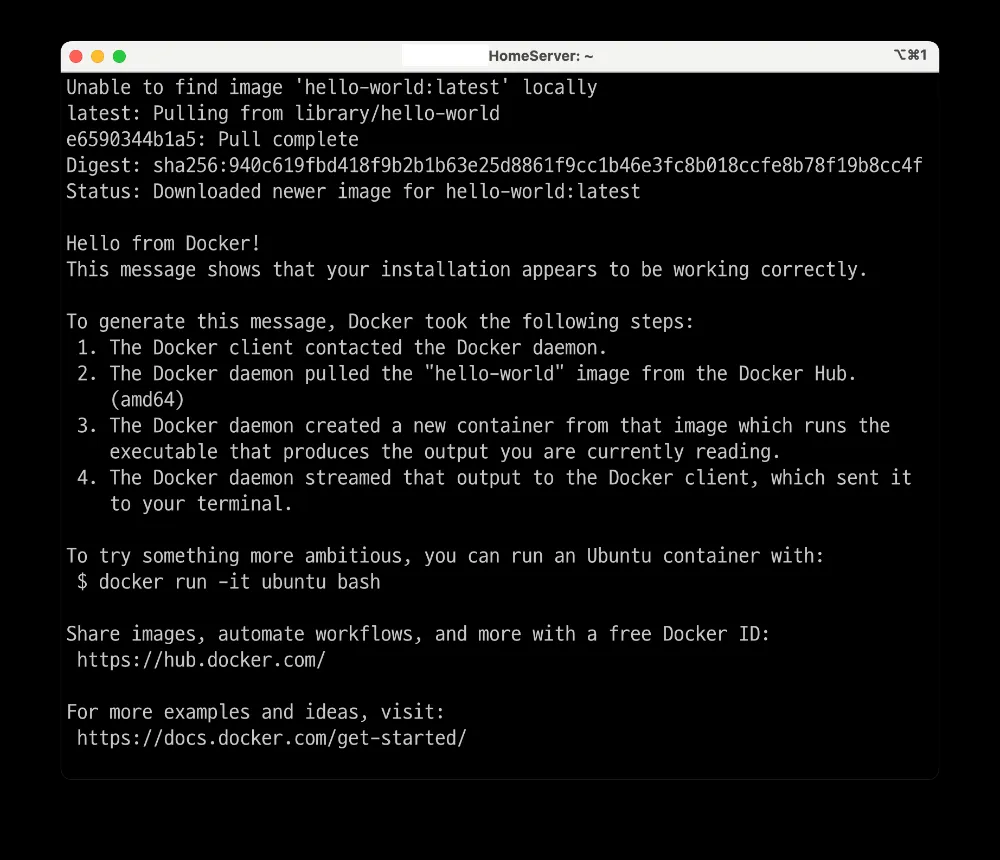 HomeServer: ~
⌥⌘1
Unable to find image 'hello-world:latest' locally
latest: Pulling from library/hello-world
e6590344b1a5: Pull complete
Digest: sha256:940c619fbd418f9b2b1b63e25d8861f9cc1b46e3fc8b018ccfe8b78f19b8cc4f
Status: Downloaded newer image for hello-world:latest

Hello from Docker!
This message shows that your installation appears to be working correctly.

To generate this message, Docker took the following steps:
 1. The Docker client contacted the Docker daemon.
 2. The Docker daemon pulled the "hello-world" image from the Docker Hub.
    (amd64)
 3. The Docker daemon created a new container from that image which runs the
    executable that produces the output you are currently reading.
 4. The Docker daemon streamed that output to the Docker client, which sent it
    to your terminal.

To try something more ambitious, you can run an Ubuntu container with:
 $ docker run -it ubuntu bash

Share images, automate workflows, and more with a free Docker ID:
 https://hub.docker.com/

For more examples and ideas, visit:
 https://docs.docker.com/get-started/